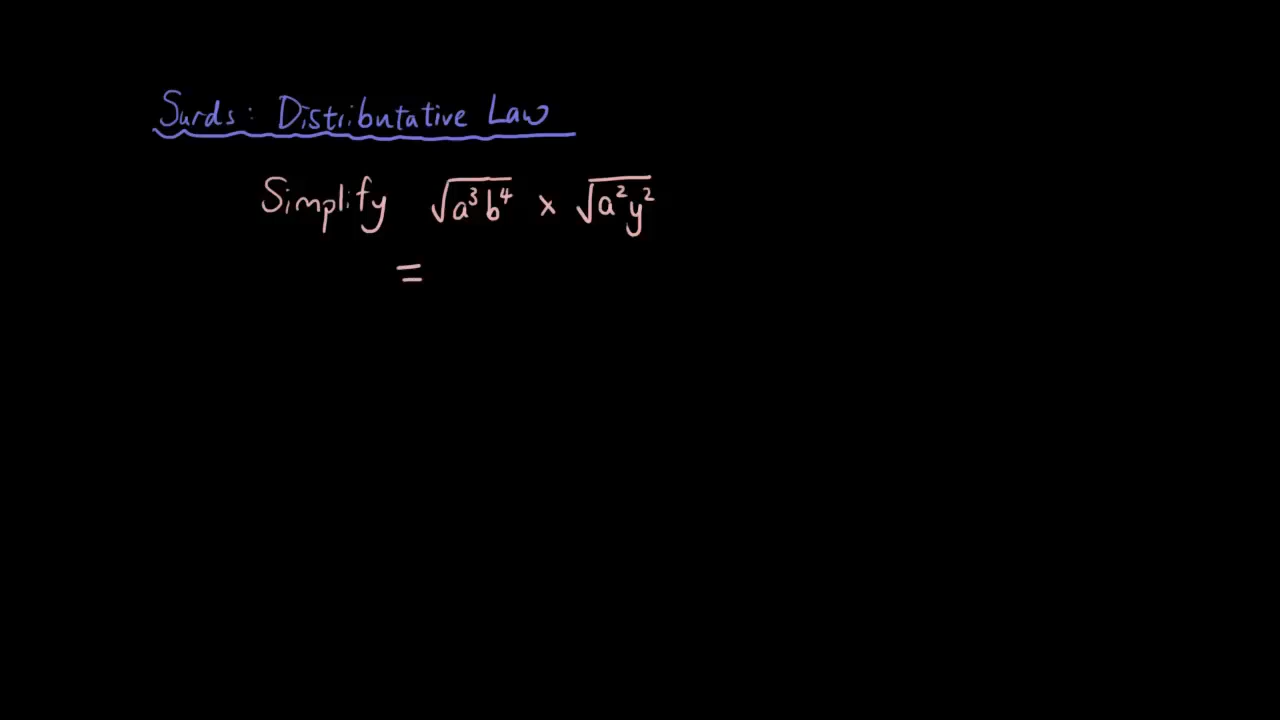 Surds: Distributative Law
Simplify √a³b⁴ × √a²y²
=